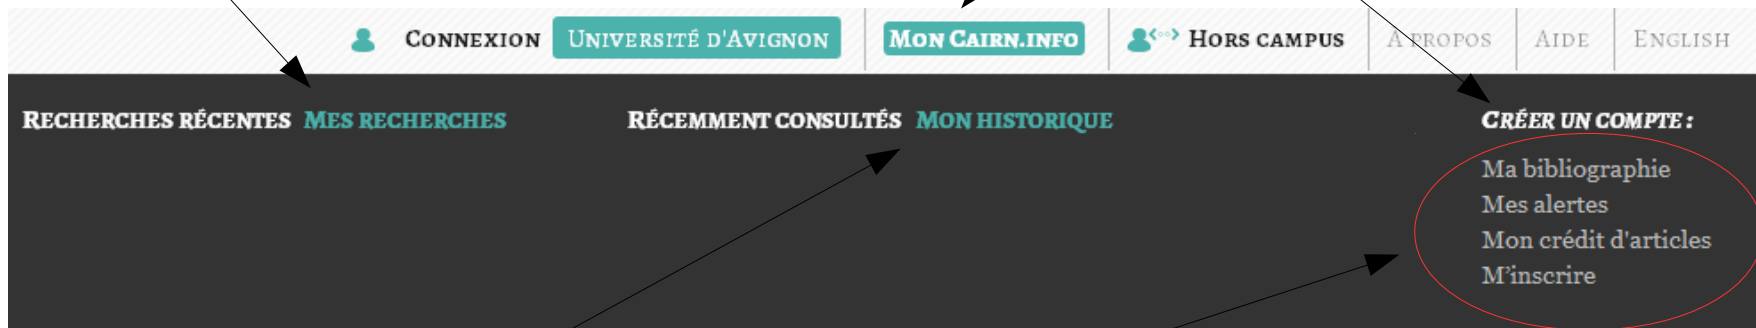 Connexion Université d'Avignon Mon Cairn.info Hors campus À propos Aide English
Recherches récentes Mes recherches Récemment consultés Mon historique Créer un compte :
Ma bibliographie
Mes alertes
Mon crédit d'articles
M’inscrire